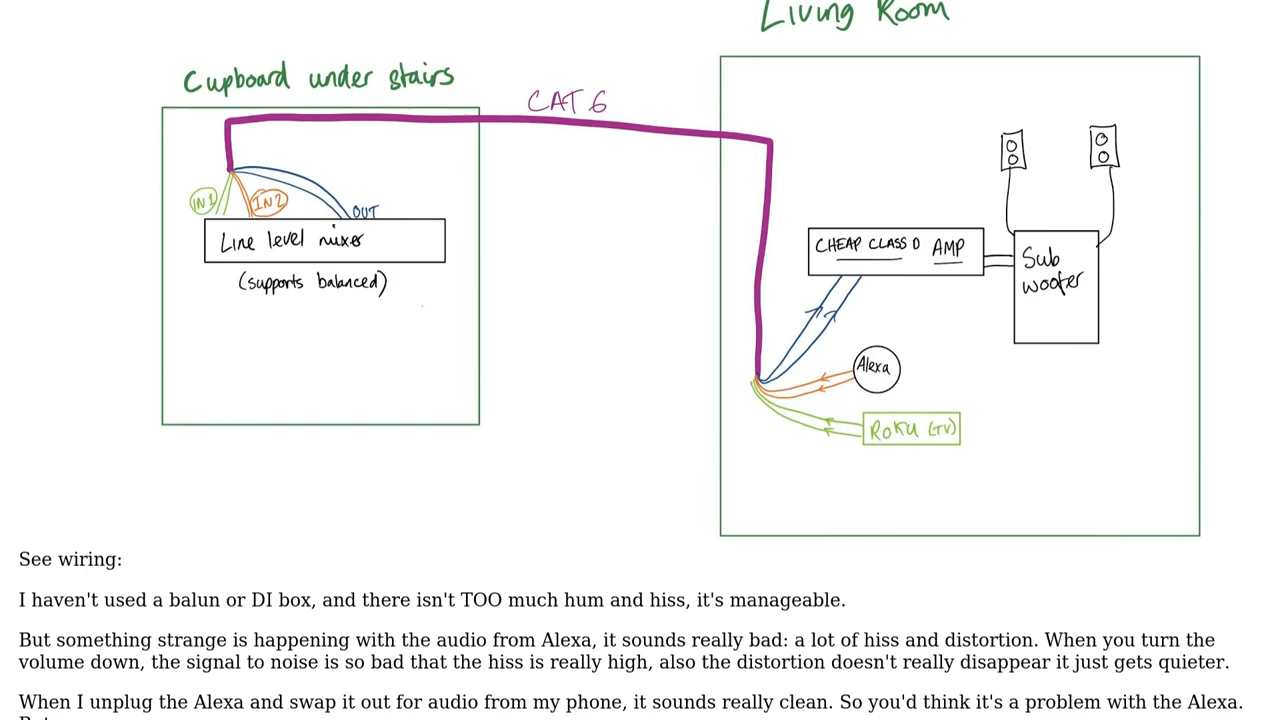 Living Room
Cupboard under stairs
CAT 6
IN 1
IN 2
OUT
Line level mixer
(supports balanced)
CHEAP CLASS D AMP
Sub
woofer
Alexa
Roku (TV)
See wiring:
I haven't used a balun or DI box, and there isn't TOO much hum and hiss, it's manageable.
But something strange is happening with the audio from Alexa, it sounds really bad: a lot of hiss and distortion. When you turn the
volume down, the signal to noise is so bad that the hiss is really high, also the distortion doesn't really disappear it just gets quieter.
When I unplug the Alexa and swap it out for audio from my phone, it sounds really clean. So you'd think it's a problem with the Alexa.